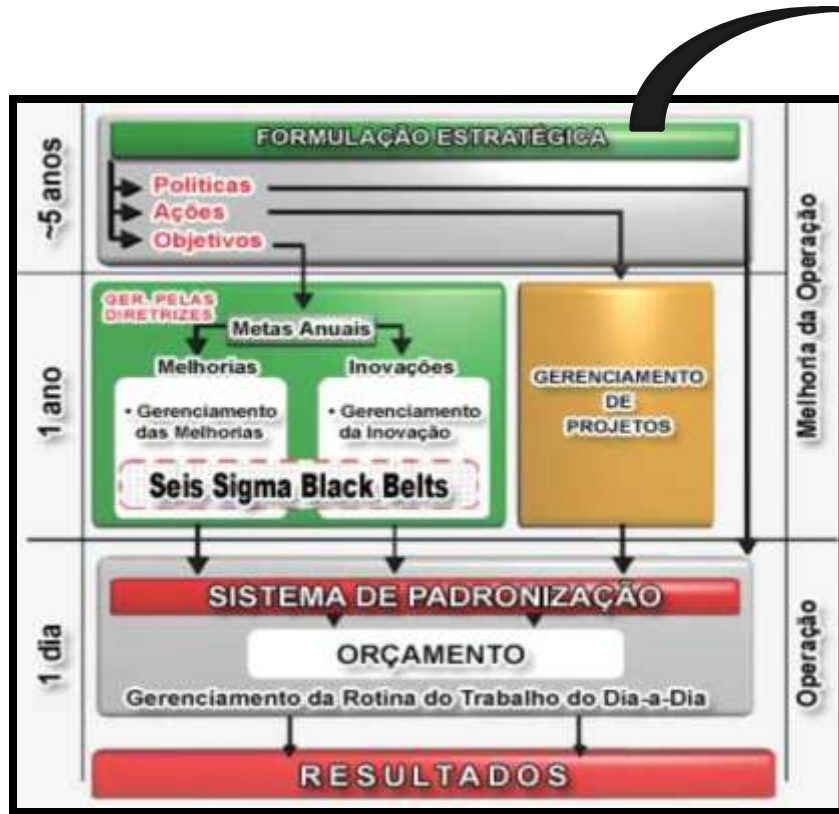 FORMULAÇÃO ESTRATÉGICA
~5 anos
Políticas
Ações
Objetivos
Melhoria da Operação
1 ano
GER. PELAS
DIRETRIZES
Metas Anuais
Melhorias
Inovações
• Gerenciamento
das Melhorias
• Gerenciamento
da Inovação
Seis Sigma Black Belts
GERENCIAMENTO
DE
PROJETOS
1 dia
SISTEMA DE PADRONIZAÇÃO
ORÇAMENTO
Gerenciamento da Rotina do Trabalho do Dia-a-Dia
Operação
RESULTADOS